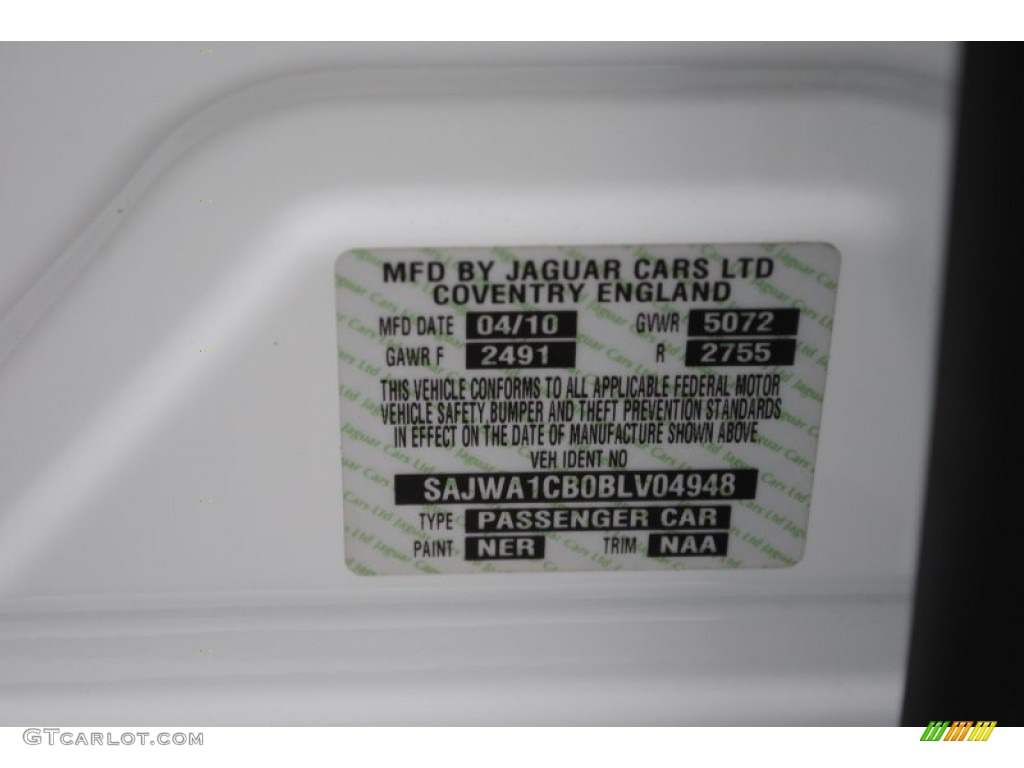 MFD BY JAGUAR CARS LTD
COVENTRY ENGLAND
MFD DATE 04/10 GVWR 5072
GAWR F 2491 R 2755
THIS VEHICLE CONFORMS TO ALL APPLICABLE FEDERAL MOTOR
VEHICLE SAFETY, BUMPER AND THEFT PREVENTION STANDARDS
IN EFFECT ON THE DATE OF MANUFACTURE SHOWN ABOVE
VEH IDENT NO
SAJWA1CB0BLV04948
TYPE PASSENGER CAR
PAINT NER TRIM NAA
GTCARLOT.COM